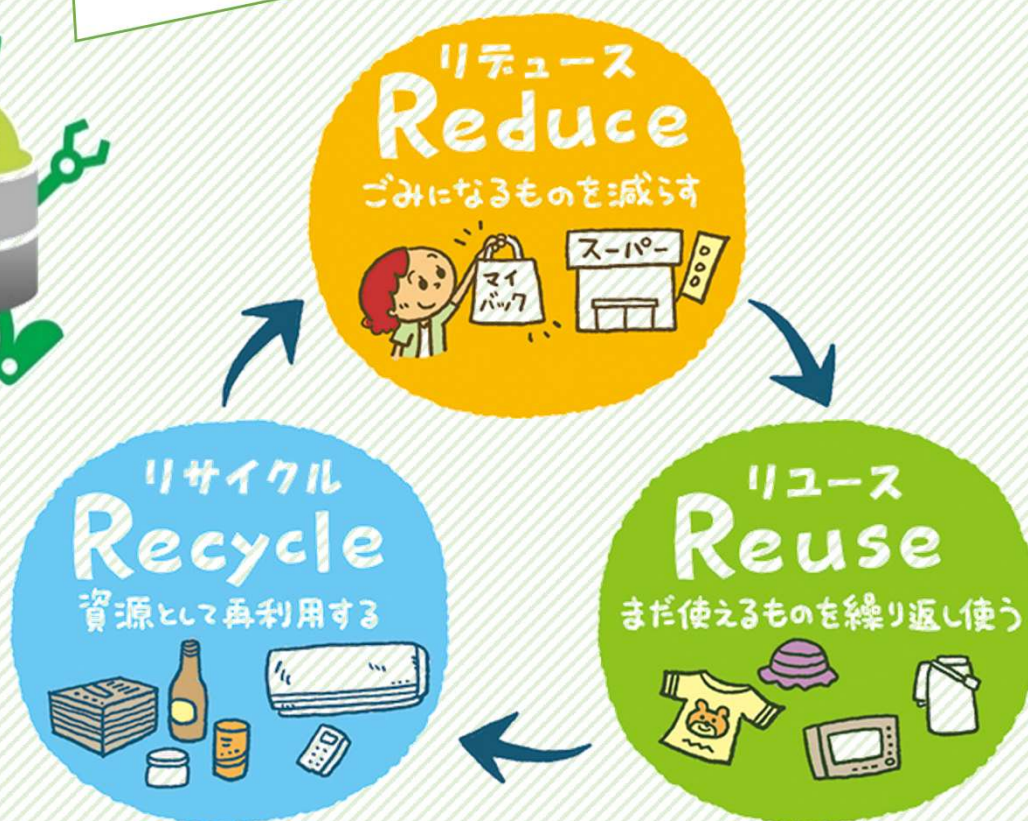 リデュース
Reduce
ごみになるものを減らす
マイ
バック
スーパー
リサイクル
Recycle
資源として再利用する
リユース
Reuse
まだ使えるものを繰り返し使う